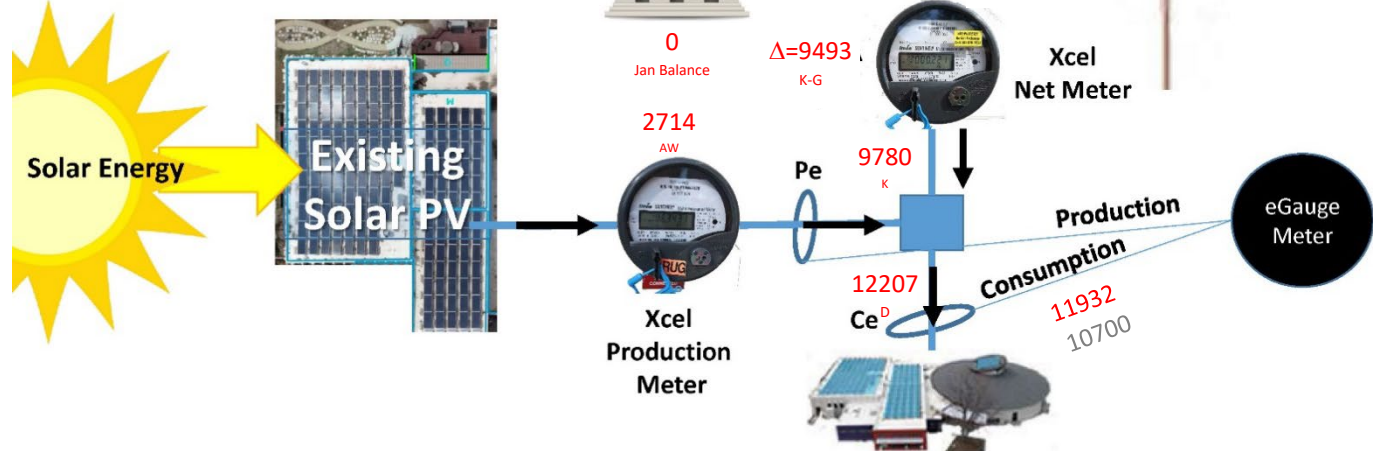 0
Jan Balance
Δ=9493
K-G
Xcel
Net Meter
2714
AW
Solar Energy
Existing
Solar PV
Pe
9780
K
Production
Consumption
eGauge
Meter
12207
D
Ce
11932
10700
RUG
Xcel
Production
Meter